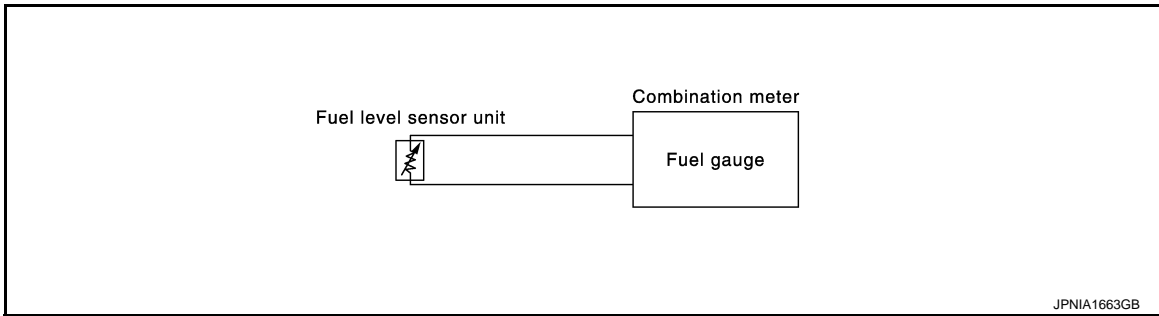 Combination meter
Fuel level sensor unit
Fuel gauge
JPNIA1663GB